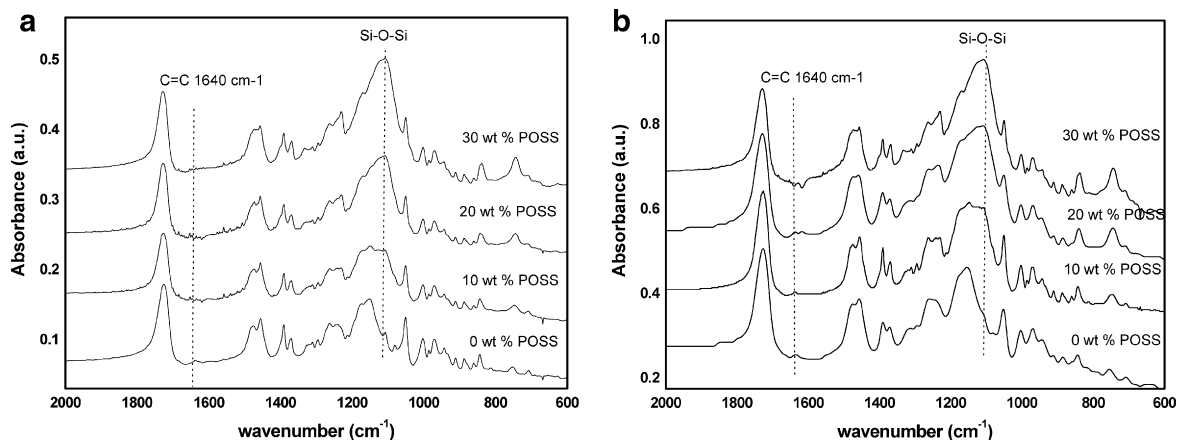 a
Absorbance (a.u.)
0.5
0.4
0.3
0.2
0.1
Si-O-Si
C=C 1640 cm-1
30 wt % POSS
20 wt % POSS
10 wt % POSS
0 wt % POSS
2000 1800 1600 1400 1200 1000 800 600
wavenumber (cm-1)
b
Absorbance (a.u.)
1.0
0.8
0.6
0.4
0.2
Si-O-Si
C=C 1640 cm-1
30 wt % POSS
20 wt % POSS
10 wt % POSS
0 wt % POSS
2000 1800 1600 1400 1200 1000 800 600
wavenumber (cm-1)